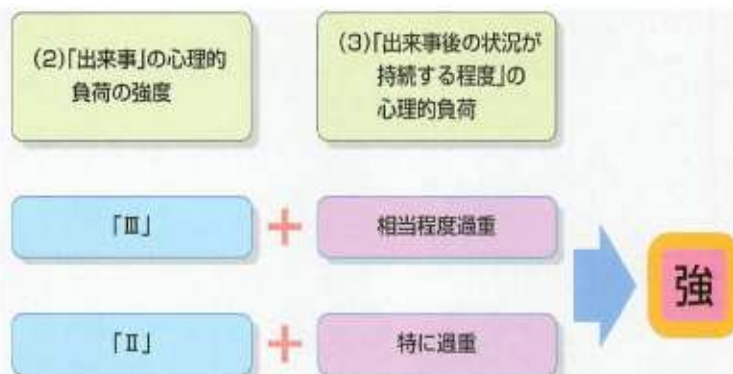 (2)「出来事」の心理的
負荷の強度
(3)「出来事後の状況が
持続する程度」の
心理的負荷
「Ⅲ」
+
相当程度過重
強
「Ⅱ」
+
特に過重